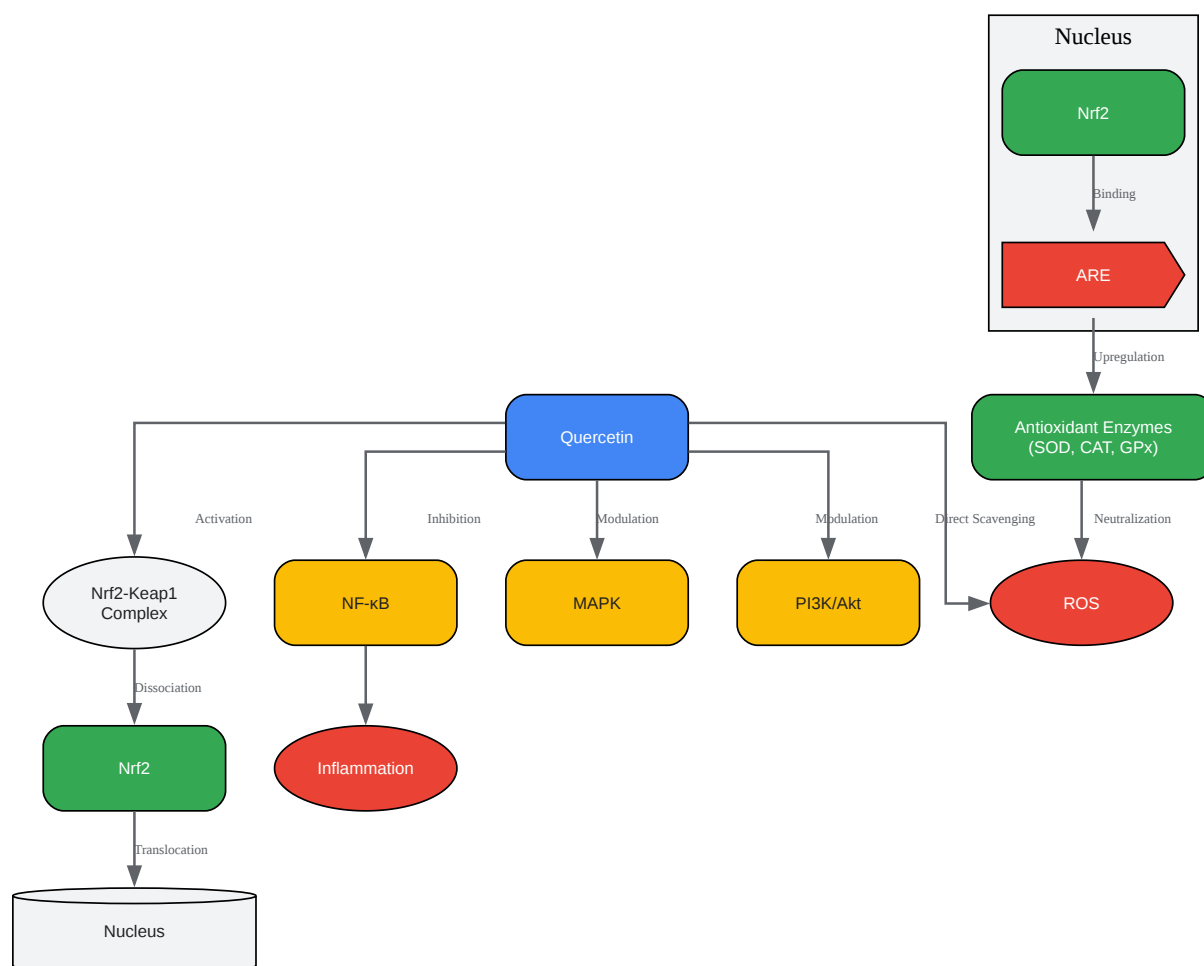 Nucleus
Nrf2
Binding
ARE
Upregulation
Quercetin
Antioxidant Enzymes
(SOD, CAT, GPx)
Activation
Inhibition
Modulation
Modulation
Direct Scavenging
Neutralization
Nrf2-Keap1
Complex
NF-κB
MAPK
PI3K/Akt
ROS
Dissociation
Nrf2
Inflammation
Translocation
Nucleus